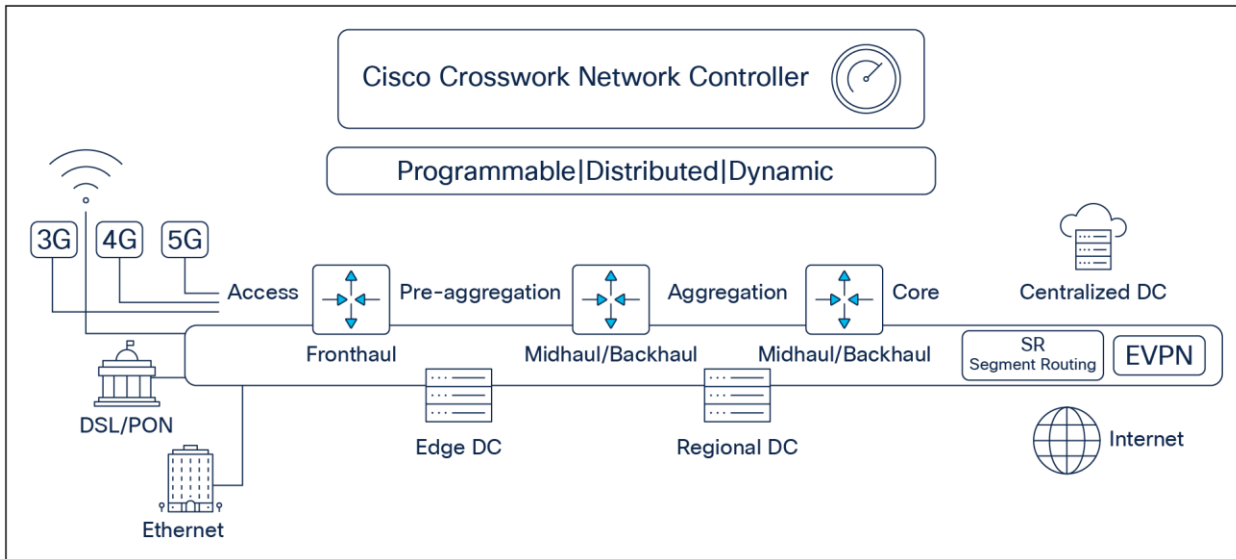 Cisco Crosswork Network Controller
Programmable|Distributed|Dynamic
3G
4G
5G
Access
Pre-aggregation
Aggregation
Core
Centralized DC
Fronthaul
Midhaul/Backhaul
Midhaul/Backhaul
SR
Segment Routing
EVPN
DSL/PON
Edge DC
Regional DC
Internet
Ethernet